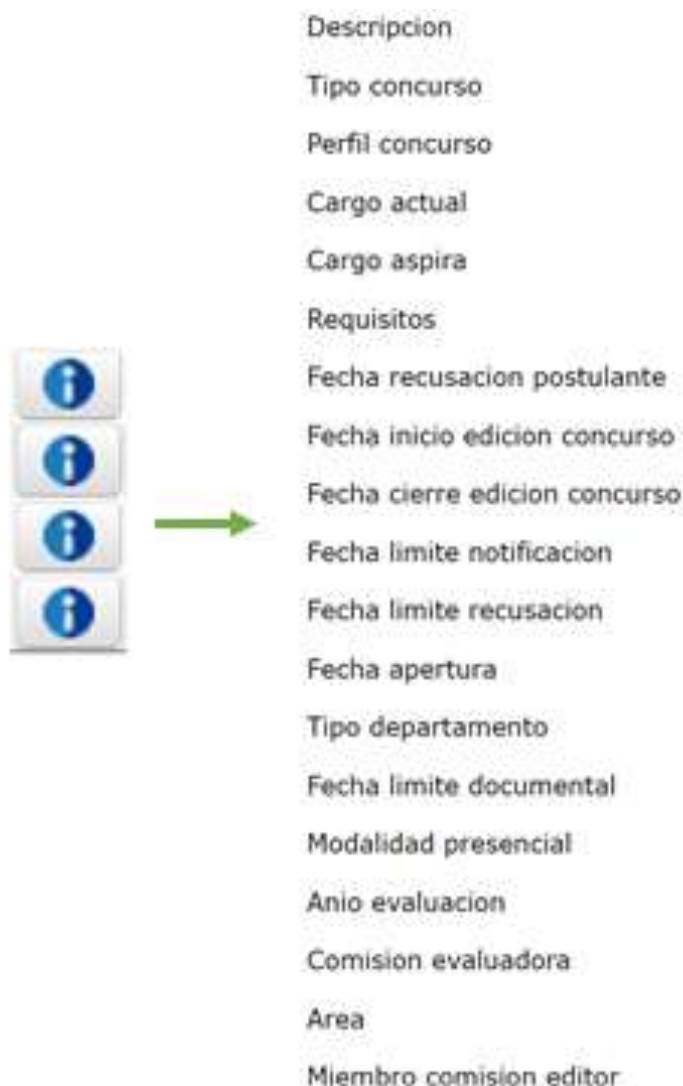 Descripcion
Tipo concurso
Perfil concurso
Cargo actual
Cargo aspira
Requisitos
Fecha recusacion postulante
Fecha inicio edicion concurso
Fecha cierre edicion concurso
Fecha limite notificacion
Fecha limite recusacion
Fecha apertura
Tipo departamento
Fecha limite documental
Modalidad presencial
Anio evaluacion
Comision evaluadora
Area
Miembro comision editor